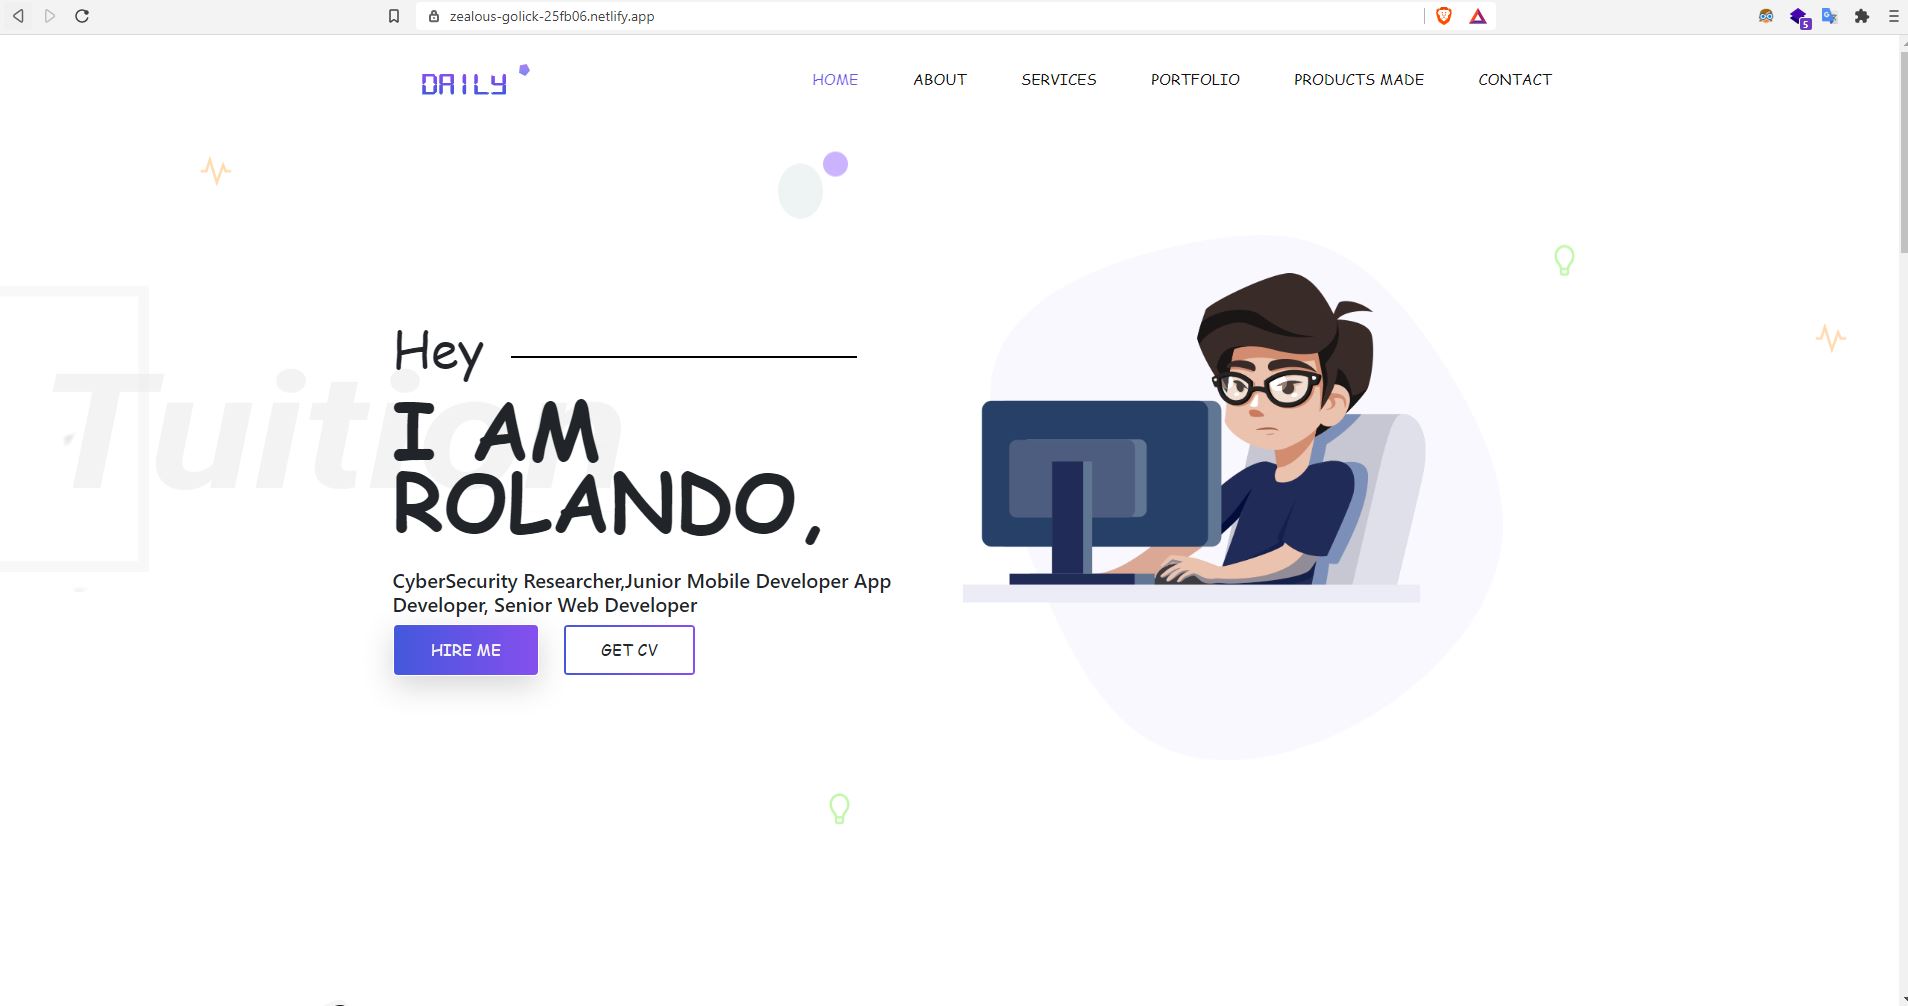 zealous-golick-25fb06.netlify.app
5
DAILY
HOME
ABOUT
SERVICES
PORTFOLIO
PRODUCTS MADE
CONTACT
Tuition
Hey
I AM
ROLANDO,
CyberSecurity Researcher,Junior Mobile Developer App
Developer, Senior Web Developer
HIRE ME
GET CV